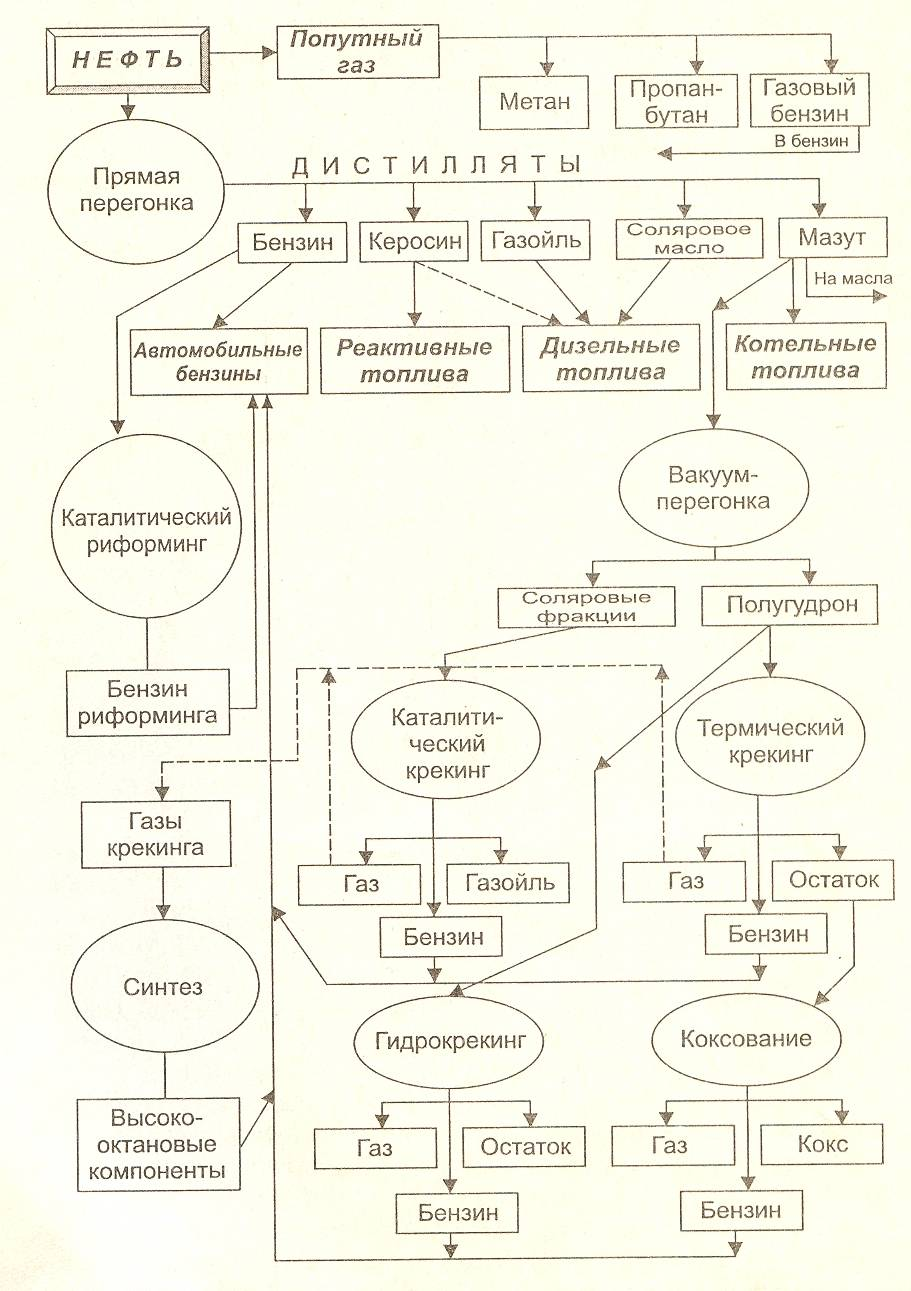 НЕФТЬ
Попутный
газ
Метан
Пропан-
бутан
Газовый
бензин
В бензин
Прямая
перегонка
ДИСТИЛЛЯТЫ
Бензин
Керосин
Газойль
Соляровое
масло
Мазут
На масла
Автомобильные
бензины
Реактивные
топлива
Дизельные
топлива
Котельные
топлива
Каталитический
риформинг
Вакуум-
перегонка
Соляровые
фракции
Полугудрон
Бензин
риформинга
Каталити-
ческий
крекинг
Термический
крекинг
Газы
крекинга
Газ
Газойль
Газ
Остаток
Бензин
Бензин
Синтез
Гидрокрекинг
Коксование
Высоко-
октановые
компоненты
Газ
Остаток
Газ
Кокс
Бензин
Бензин